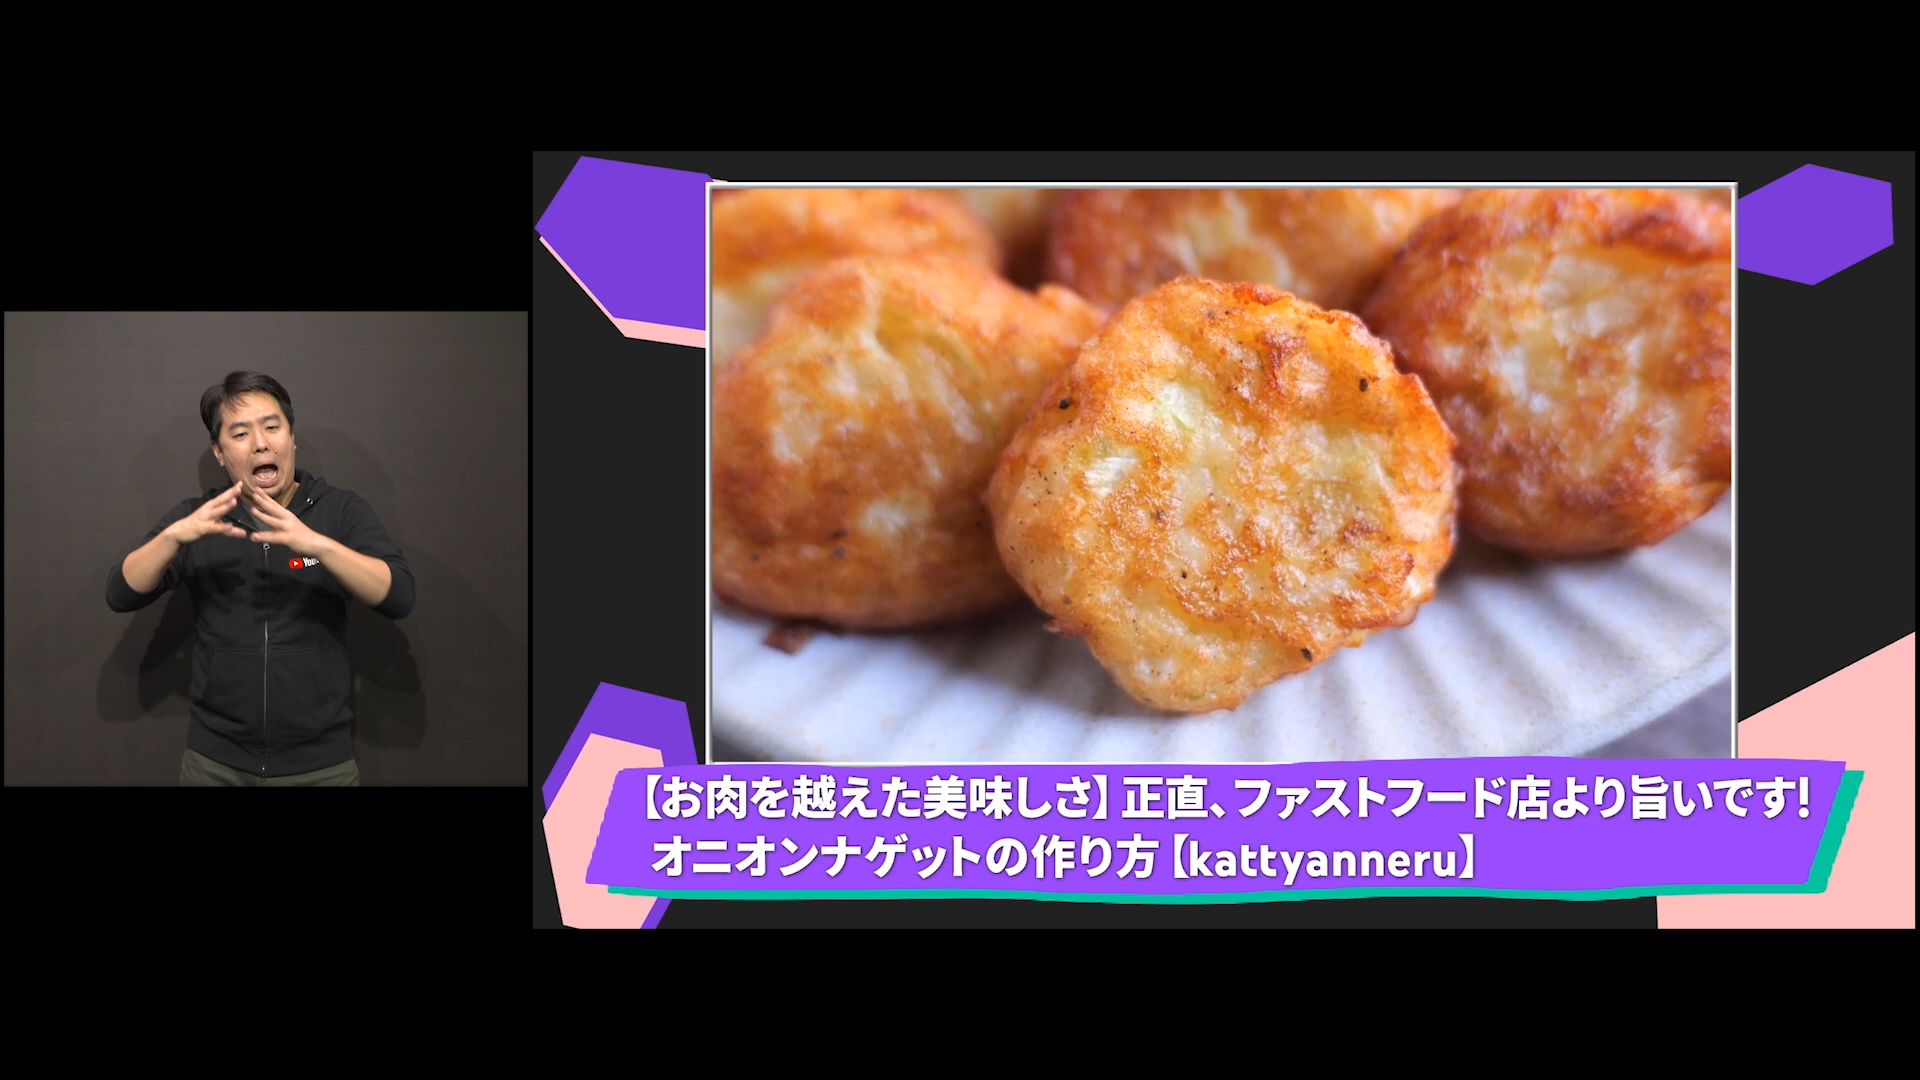 【お肉を越えた美味しさ】正直、ファストフード店より旨いです!
オニオンナゲットの作り方【kattyanneru】